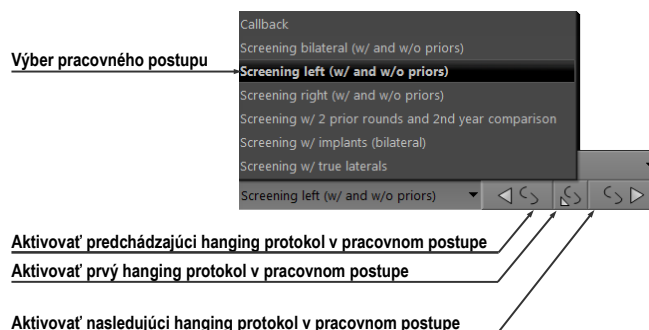 Callback
Screening bilateral (w/ and w/o priors)
Výber pracovného postupu
Screening left (w/ and w/o priors)
Screening right (w/ and w/o priors)
Screening w/ 2 prior rounds and 2nd year comparison
Screening w/ implants (bilateral)
Screening w/ true laterals
Screening left (w/ and w/o priors)
Aktivovať predchádzajúci hanging protokol v pracovnom postupe
Aktivovať prvý hanging protokol v pracovnom postupe
Aktivovať nasledujúci hanging protokol v pracovnom postupe